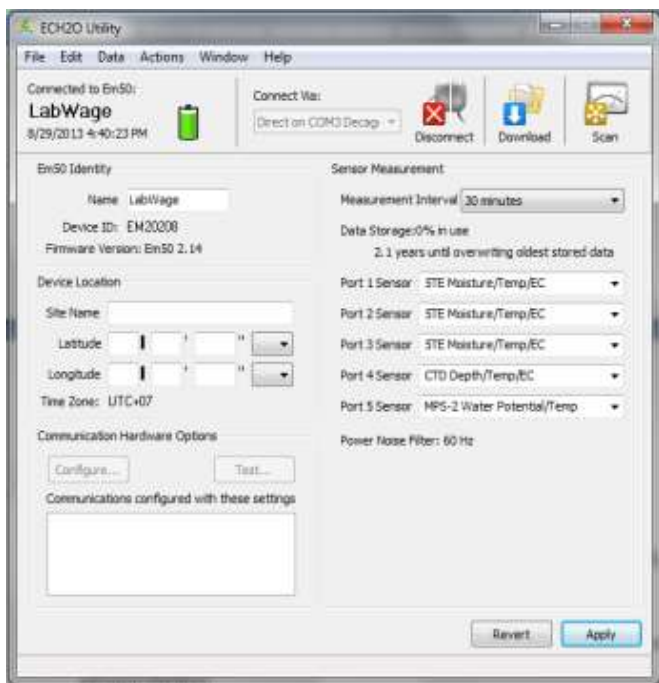 ECH2O Utility
File Edit Data Actions Window Help
Connected to Em50:
LabWage
8/29/2013 4:40:23 PM
Connect Via:
Direct on COM3 Decag
Disconnect
Download
Scan
Em50 Identity
Name LabWage
Device ID: EM20208
Firmware Version: Em50 2.14
Device Location
Site Name
Latitude ' "
Longitude ' "
Time Zone: UTC+07
Communication Hardware Options
Configure... Test...
Communications configured with these settings
Sensor Measurement
Measurement Interval 30 minutes
Data Storage:0% in use
2.1 years until overwriting oldest stored data
Port 1 Sensor 5TE Moisture/Temp/EC
Port 2 Sensor 5TE Moisture/Temp/EC
Port 3 Sensor 5TE Moisture/Temp/EC
Port 4 Sensor CTD Depth/Temp/EC
Port 5 Sensor MPS-2 Water Potential/Temp
Power Noise Filter: 60 Hz
Revert Apply